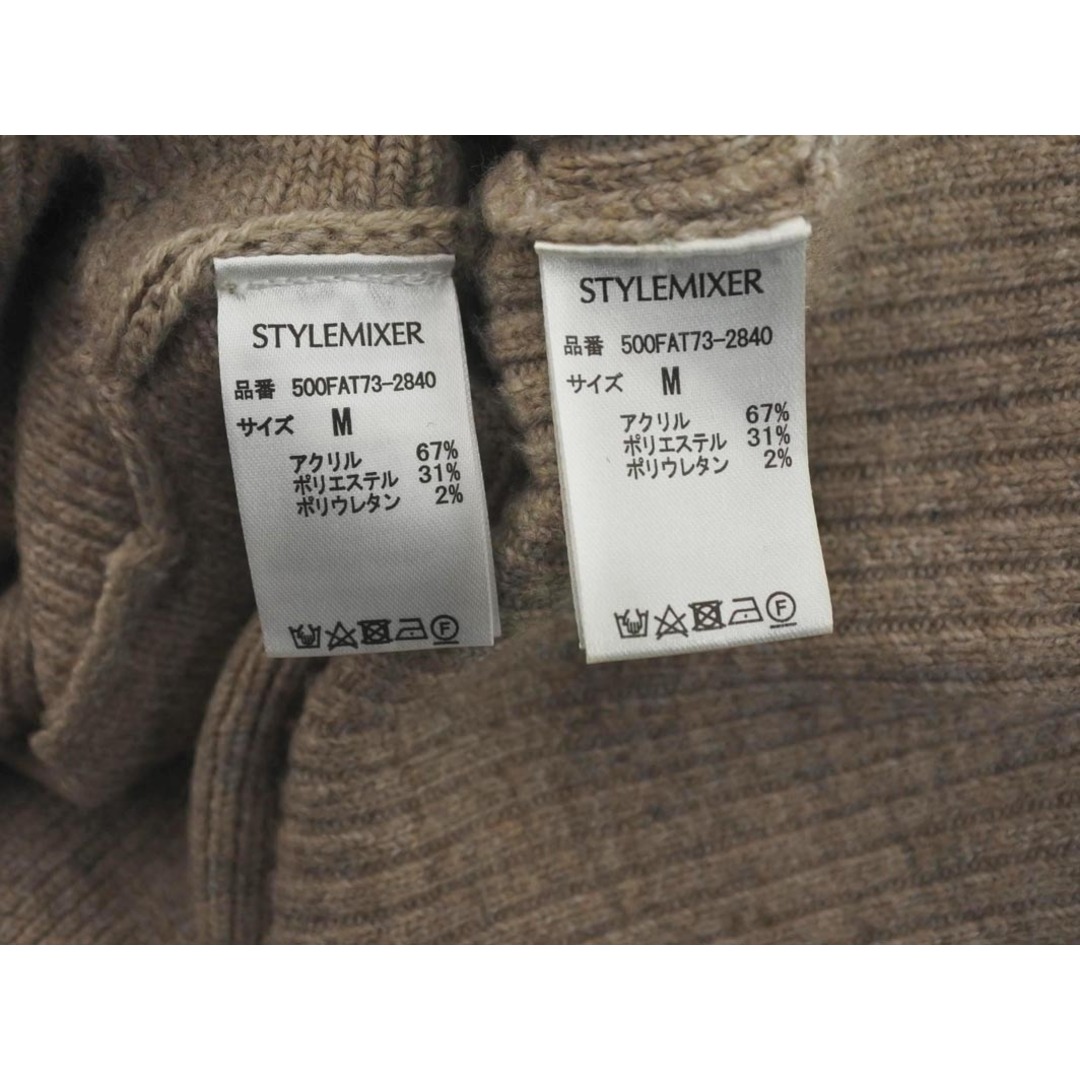 STYLEMIXER
品番 500FAT73-2840
サイズ M
アクリル 67%
ポリエステル 31%
ポリウレタン 2%
F
STYLEMIXER
品番 500FAT73-2840
サイズ M
アクリル 67%
ポリエステル 31%
ポリウレタン 2%
F